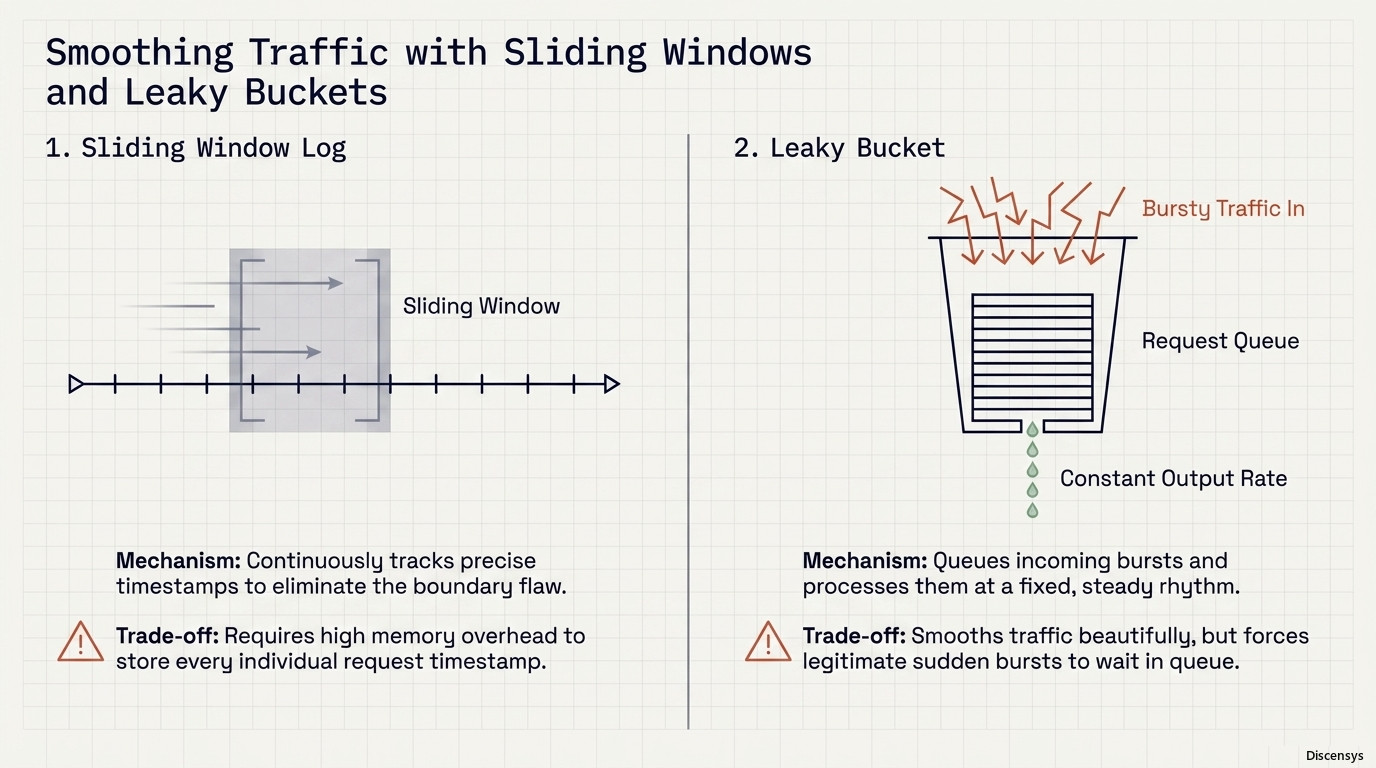 Smoothing Traffic with Sliding Windows
and Leaky Buckets
1. Sliding Window Log
Sliding Window
Mechanism: Continuously tracks precise
timestamps to eliminate the boundary flaw.
Trade-off: Requires high memory overhead to
store every individual request timestamp.
2. Leaky Bucket
Bursty Traffic In
Request Queue
Constant Output Rate
Mechanism: Queues incoming bursts and
processes them at a fixed, steady rhythm.
Trade-off: Smooths traffic beautifully, but forces
legitimate sudden bursts to wait in queue.
Discensys